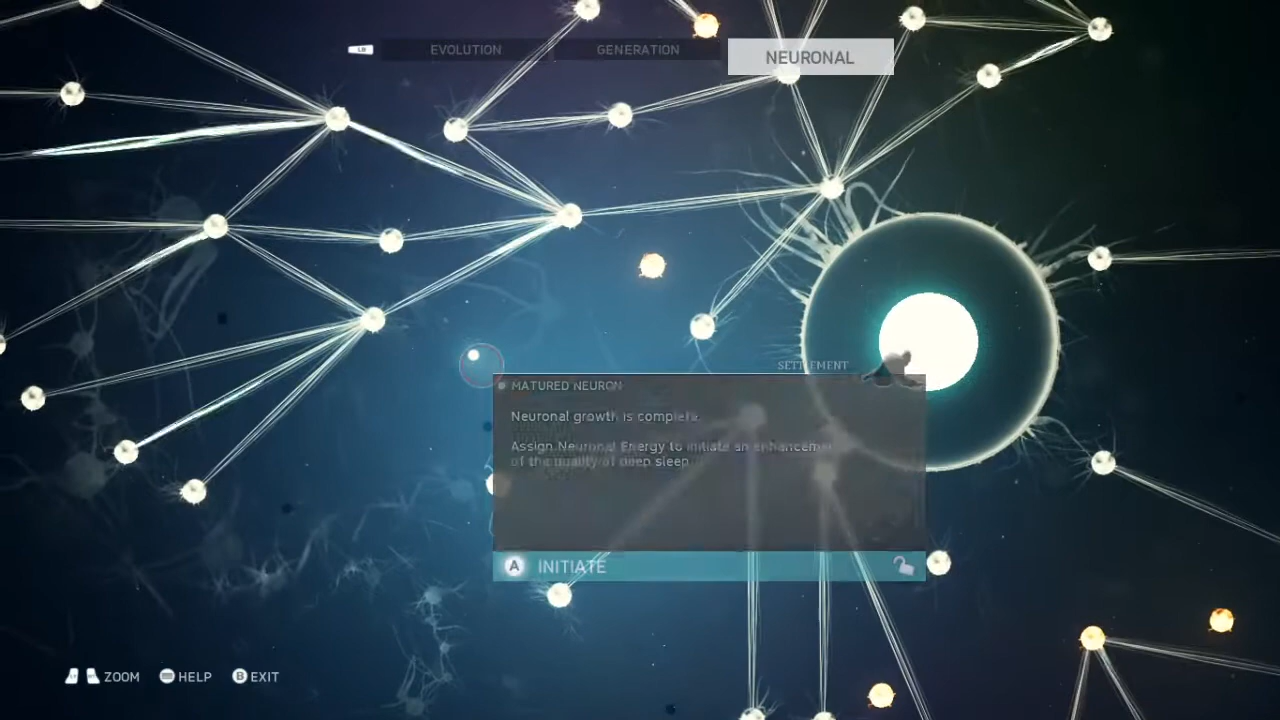 LB
EVOLUTION
GENERATION
NEURONAL
SETTLEMENT
MATURED NEURON
Neuronal growth is complete.
Assign Neuronal Energy to initiate an enhancement
of the quality of deep sleep
A INITIATE
ZOOM
HELP
B EXIT